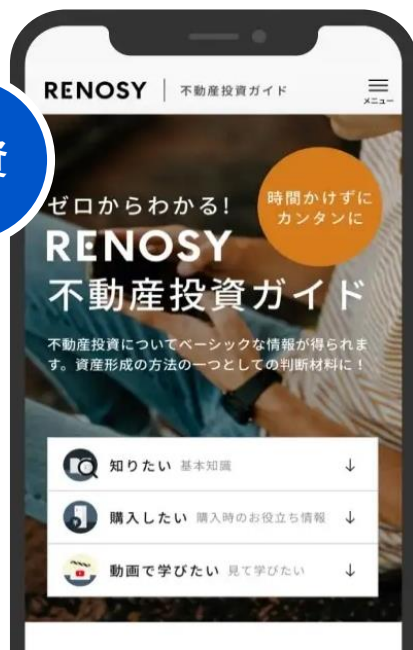 RENOSY 不動産投資ガイド
メニュー
資
時間かけずに
カンタンに
ゼロからわかる!
RENOSY
不動産投資ガイド
不動産投資についてベーシックな情報が得られま
す。資産形成の方法の一つとしての判断材料に!
知りたい 基本知識 ↓
購入したい 購入時のお役立ち情報 ↓
動画で学びたい 見て学びたい ↓